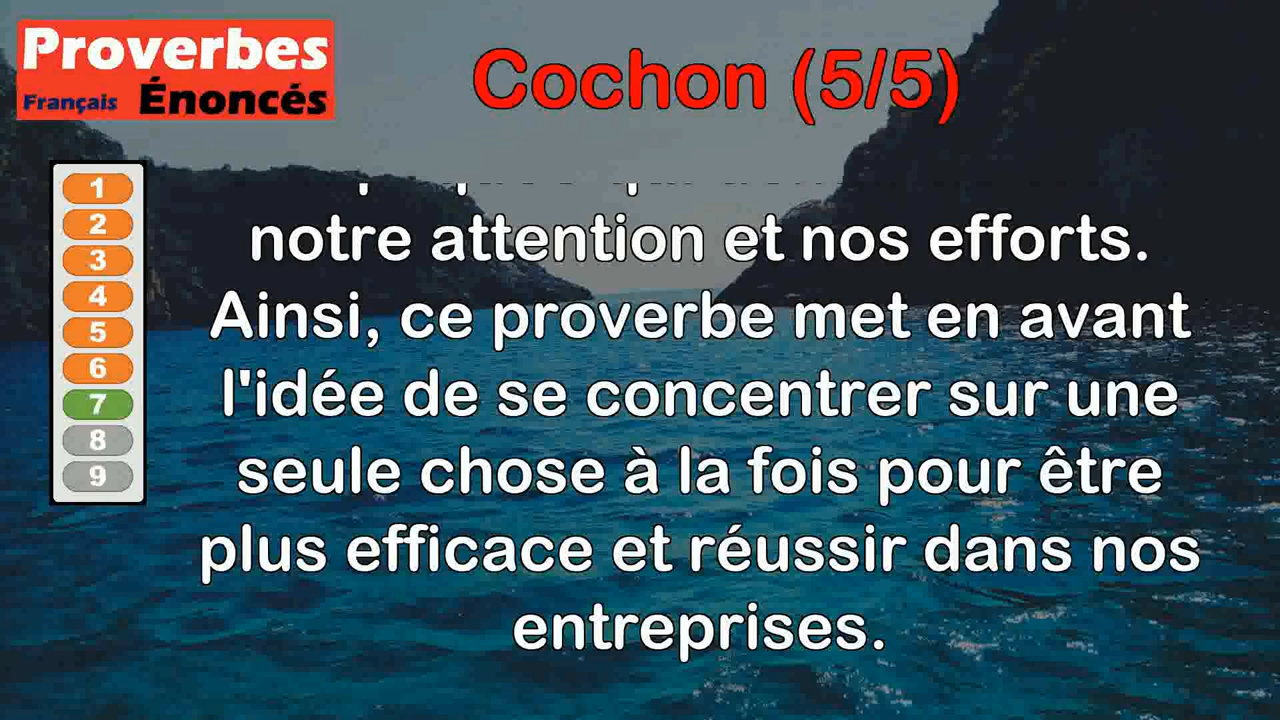 Proverbes
Français Énoncés
Cochon (5/5)
1
2
3
4
5
6
7
8
9
notre attention et nos efforts.
Ainsi, ce proverbe met en avant
l'idée de se concentrer sur une
seule chose à la fois pour être
plus efficace et réussir dans nos
entreprises.